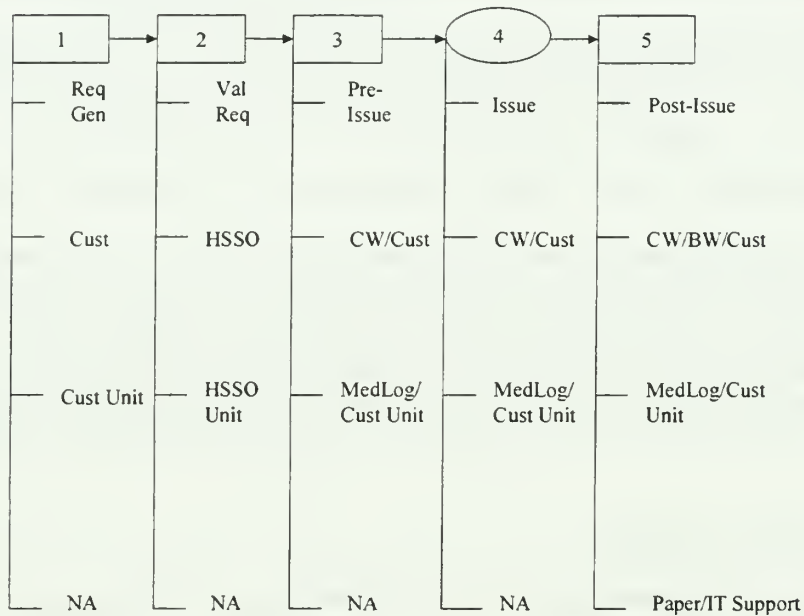 1 2 3 4 5
Req Val Pre- Issue Post-Issue
Gen Req Issue
Cust HSSO CW/Cust CW/Cust CW/BW/Cust
Cust Unit HSSO MedLog/ MedLog/ MedLog/Cust
Unit Cust Unit Cust Unit Unit
NA NA NA NA Paper/IT Support